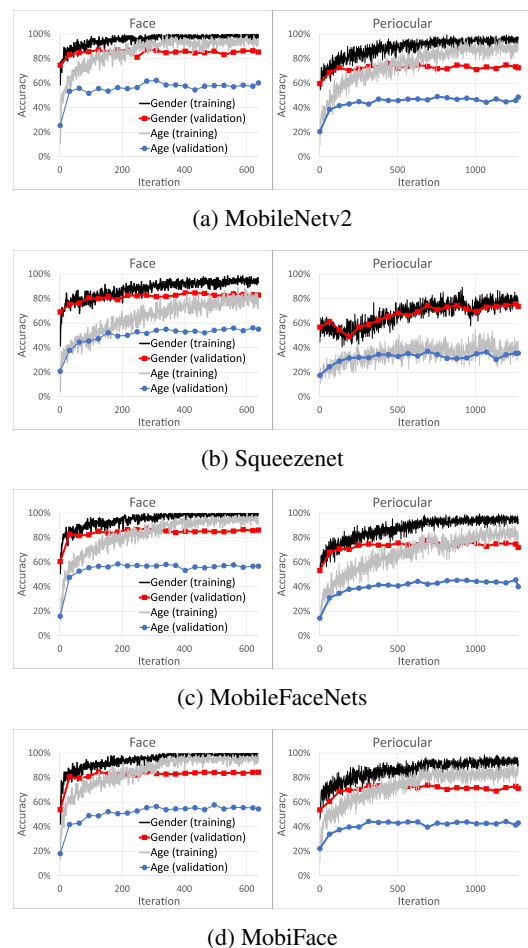 Face
Periocular
Accuracy
100%
80%
60%
40%
20%
0%
Gender (training)
Gender (validation)
Age (training)
Age (validation)
0 200 400 600
Iteration
Accuracy
100%
80%
60%
40%
20%
0%
0 500 1000
Iteration
(a) MobileNetv2
Face
Periocular
Accuracy
100%
80%
60%
40%
20%
0%
Gender (training)
Gender (validation)
Age (training)
Age (validation)
0 200 400 600
Iteration
Accuracy
100%
80%
60%
40%
20%
0%
0 500 1000
Iteration
(b) Squeezenet
Face
Periocular
Accuracy
100%
80%
60%
40%
20%
0%
Gender (training)
Gender (validation)
Age (training)
Age (validation)
0 200 400 600
Iteration
Accuracy
100%
80%
60%
40%
20%
0%
0 500 1000
Iteration
(c) MobileFaceNets
Face
Periocular
Accuracy
100%
80%
60%
40%
20%
0%
Gender (training)
Gender (validation)
Age (training)
Age (validation)
0 200 400 600
Iteration
Accuracy
100%
80%
60%
40%
20%
0%
0 500 1000
Iteration
(d) MobiFace